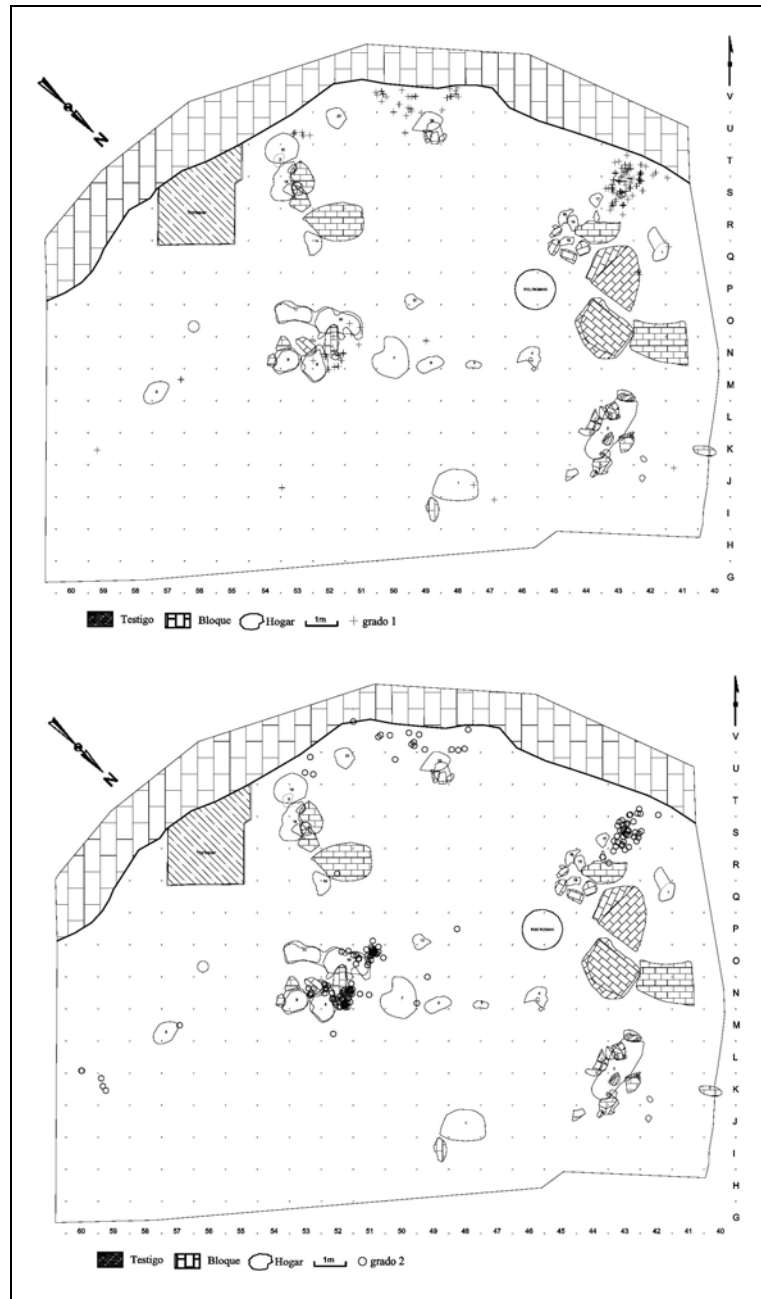 N
V
U
T
S
R
Q
P
O
N
M
L
K
J
I
H
G
60 59 58 57 56 55 54 53 52 51 50 49 48 47 46 45 44 43 42 41 40
Testigo Bloque Hogar 1m + grado 1
N
V
U
T
S
R
Q
P
O
N
M
L
K
J
I
H
G
60 59 58 57 56 55 54 53 52 51 50 49 48 47 46 45 44 43 42 41 40
Testigo Bloque Hogar 1m grado 2